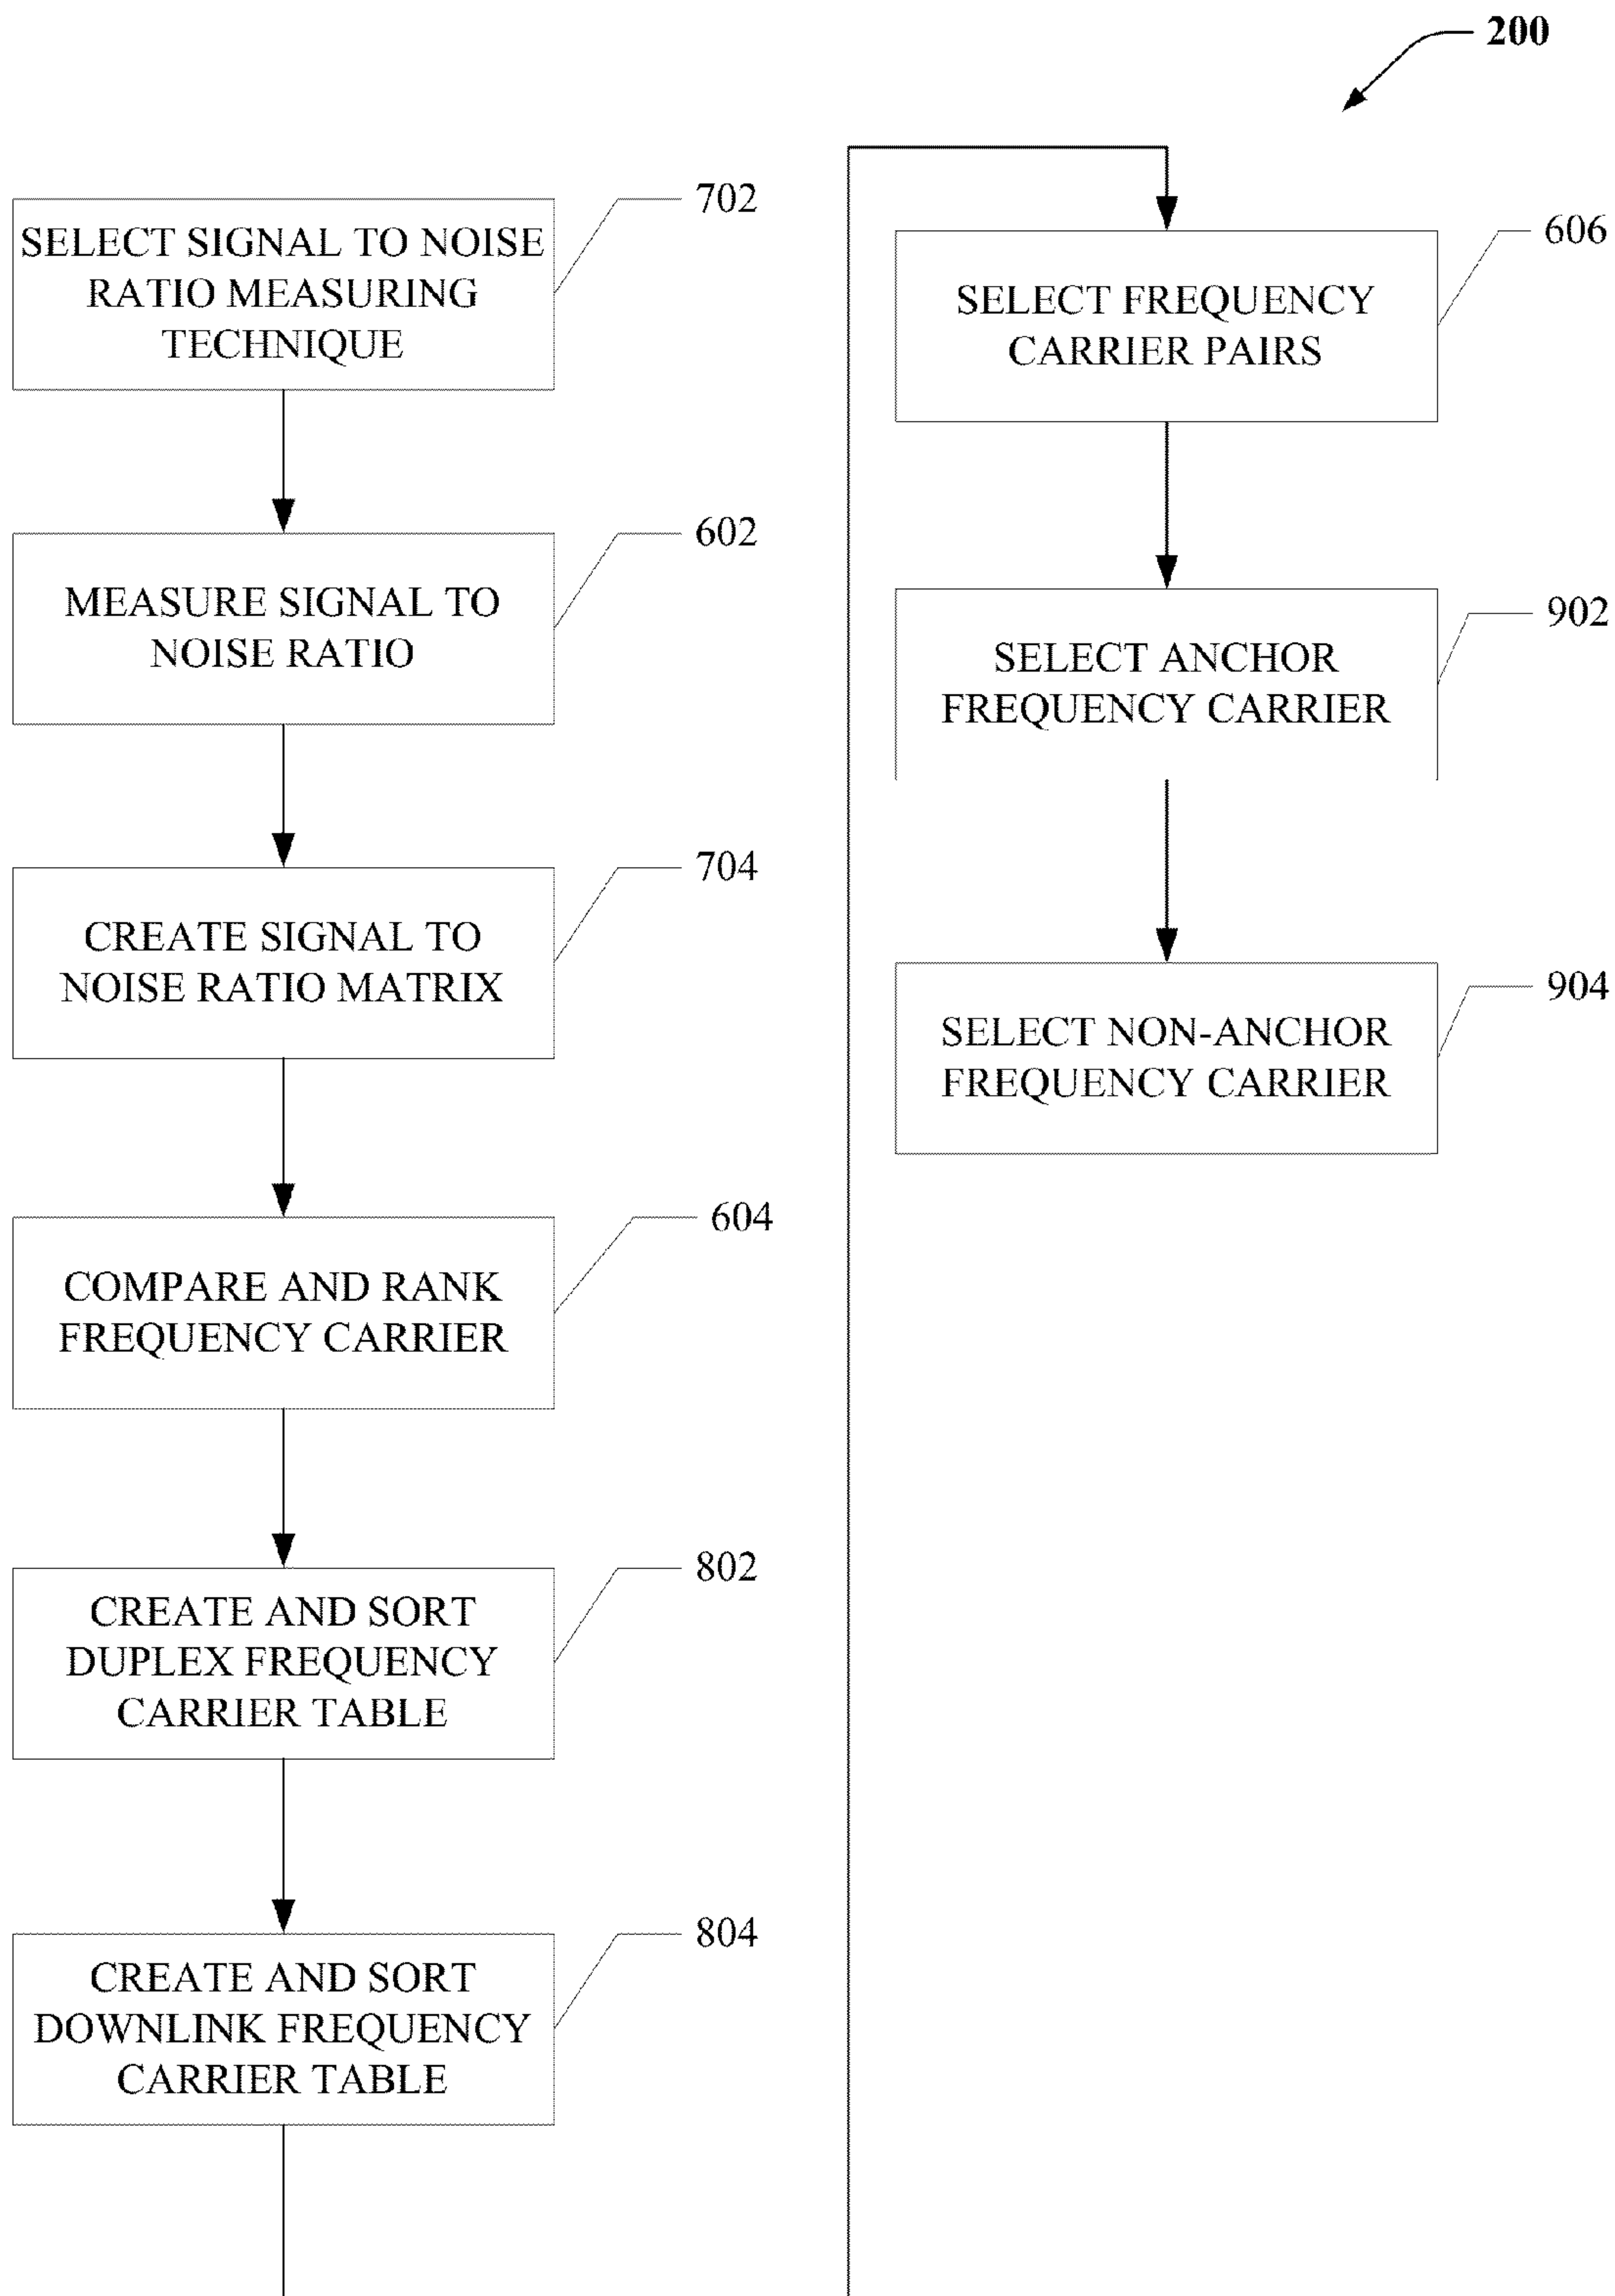 200
702
SELECT SIGNAL TO NOISE
RATIO MEASURING
TECHNIQUE
602
MEASURE SIGNAL TO
NOISE RATIO
704
CREATE SIGNAL TO
NOISE RATIO MATRIX
604
COMPARE AND RANK
FREQUENCY CARRIER
802
CREATE AND SORT
DUPLEX FREQUENCY
CARRIER TABLE
804
CREATE AND SORT
DOWNLINK FREQUENCY
CARRIER TABLE
606
SELECT FREQUENCY
CARRIER PAIRS
902
SELECT ANCHOR
FREQUENCY CARRIER
904
SELECT NON-ANCHOR
FREQUENCY CARRIER